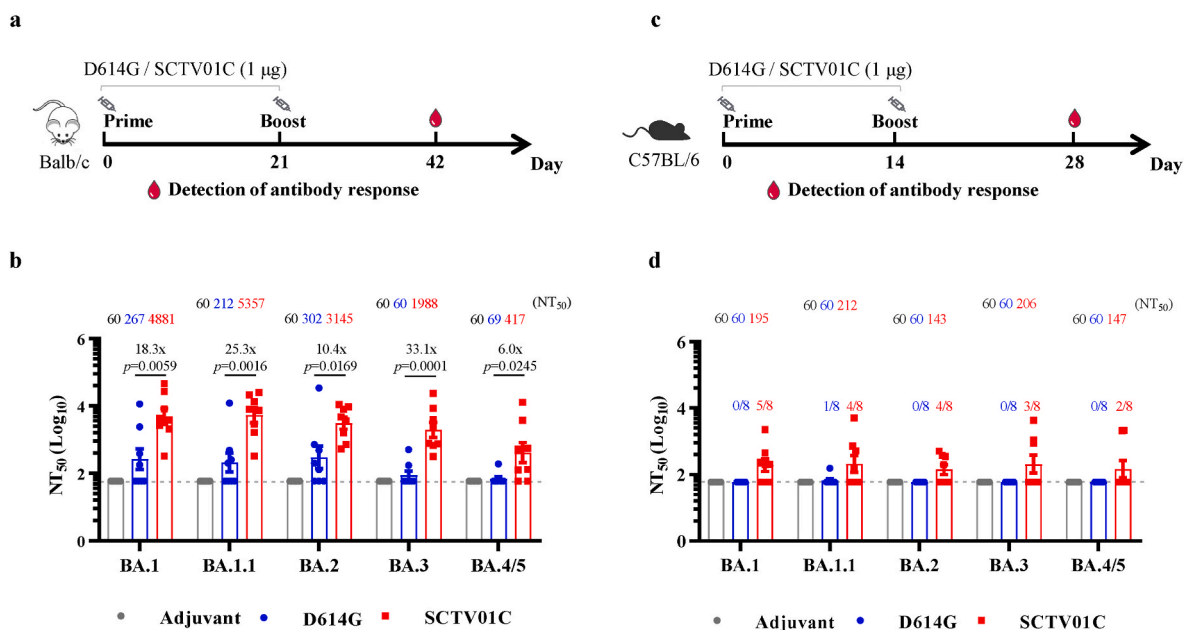 a
D614G / SCTV01C (1 μg)
Prime
Boost
Balb/c
0
21
42
Day
Detection of antibody response
c
D614G / SCTV01C (1 μg)
Prime
Boost
C57BL/6
0
14
28
Day
Detection of antibody response
b
60 267 4881
60 212 5357
60 302 3145
60 60 1988
60 69 417
(NT50)
18.3x
p=0.0059
25.3x
p=0.0016
10.4x
p=0.0169
33.1x
p=0.0001
6.0x
p=0.0245
NT50 (Log10)
6
4
2
0
BA.1
BA.1.1
BA.2
BA.3
BA.4/5
Adjuvant
D614G
SCTV01C
d
60 60 195
60 60 212
60 60 143
60 60 206
60 60 147
(NT50)
0/8 5/8
1/8 4/8
0/8 4/8
0/8 3/8
0/8 2/8
NT50 (Log10)
6
4
2
0
BA.1
BA.1.1
BA.2
BA.3
BA.4/5
Adjuvant
D614G
SCTV01C